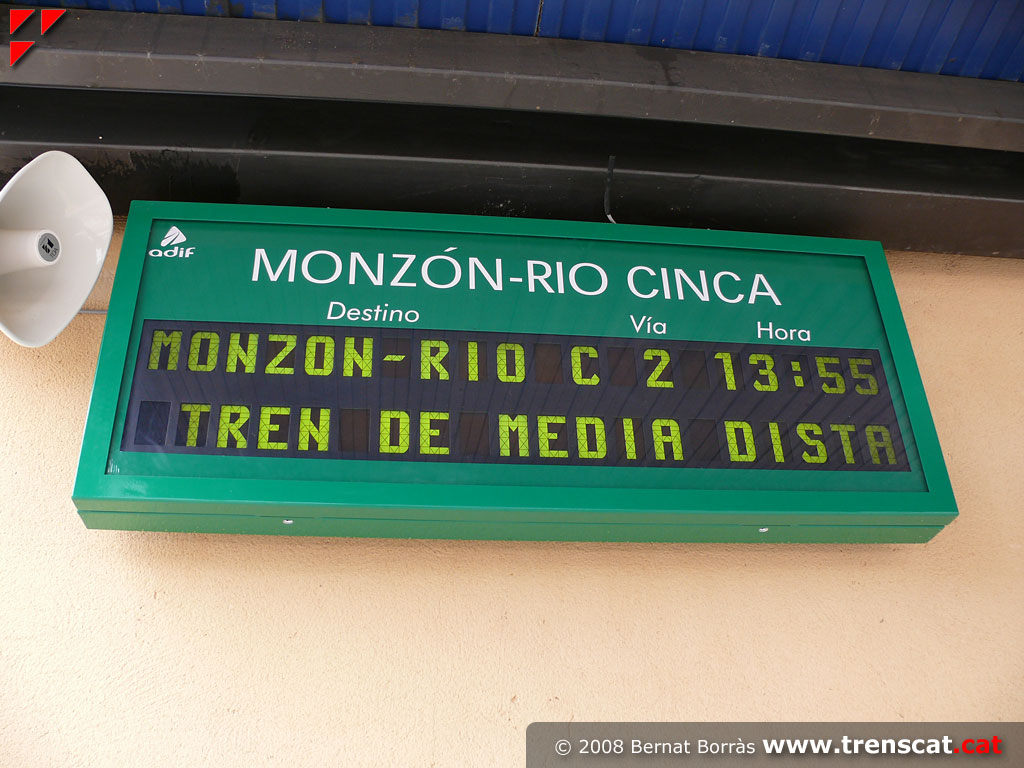 adif
MONZÓN-RIO CINCA
Destino Vía Hora
MONZON-RIO C 2 13:55
TREN DE MEDIA DISTA
© 2008 Bernat Borràs www.trenscat.cat